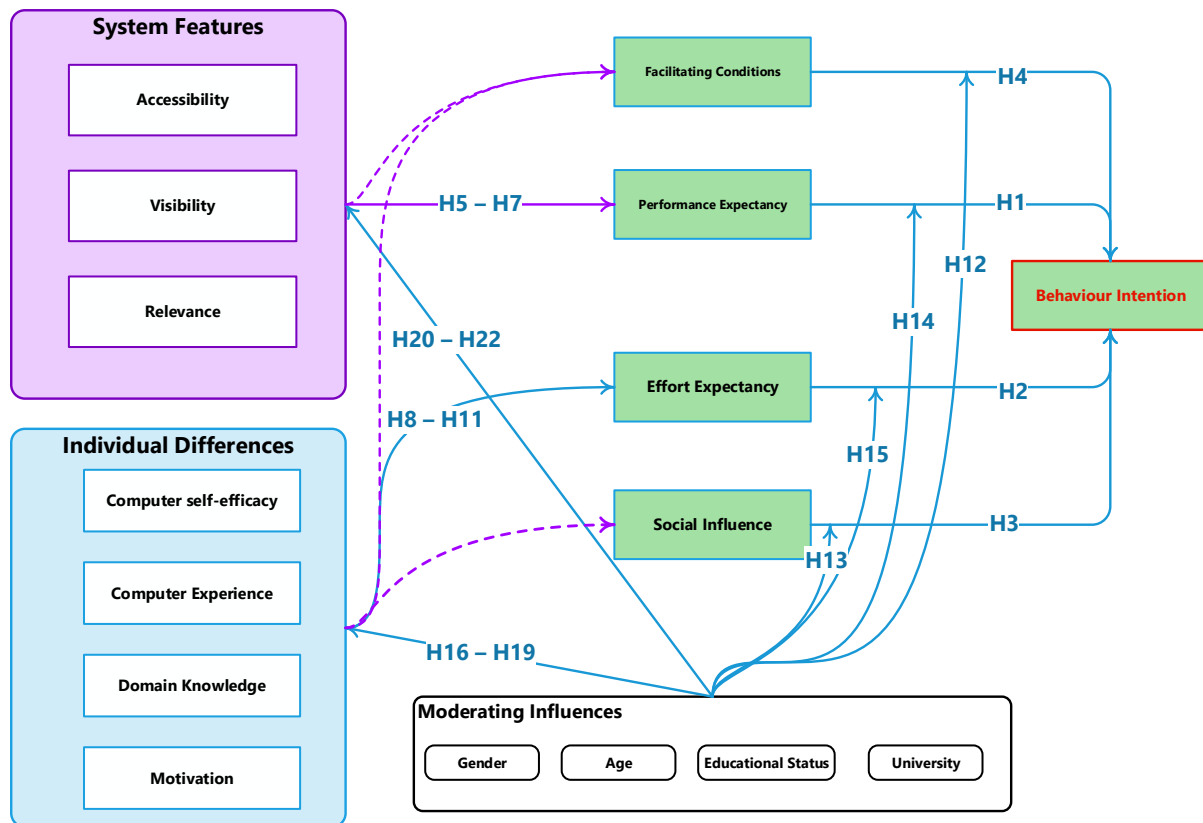 System Features
Accessibility
Visibility
Relevance
Individual Differences
Computer self-efficacy
Computer Experience
Domain Knowledge
Motivation
Facilitating Conditions
Performance Expectancy
Effort Expectancy
Social Influence
Behaviour Intention
H4
H5 – H7
H1
H12
H14
H20 – H22
H8 – H11
H2
H15
H3
H13
H16 – H19
Moderating Influences
Gender
Age
Educational Status
University